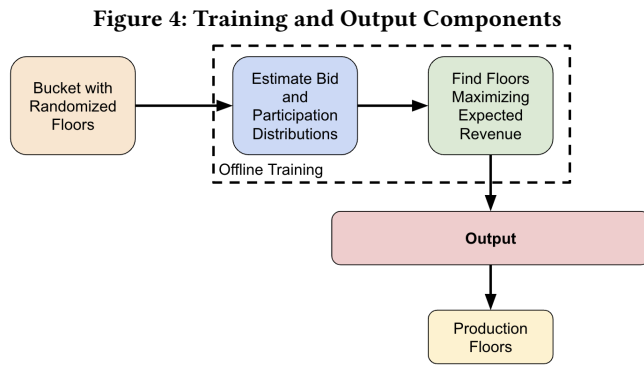 Figure 4: Training and Output Components
Bucket with
Randomized
Floors
Estimate Bid
and
Participation
Distributions
Find Floors
Maximizing
Expected
Revenue
Offline Training
Output
Production
Floors